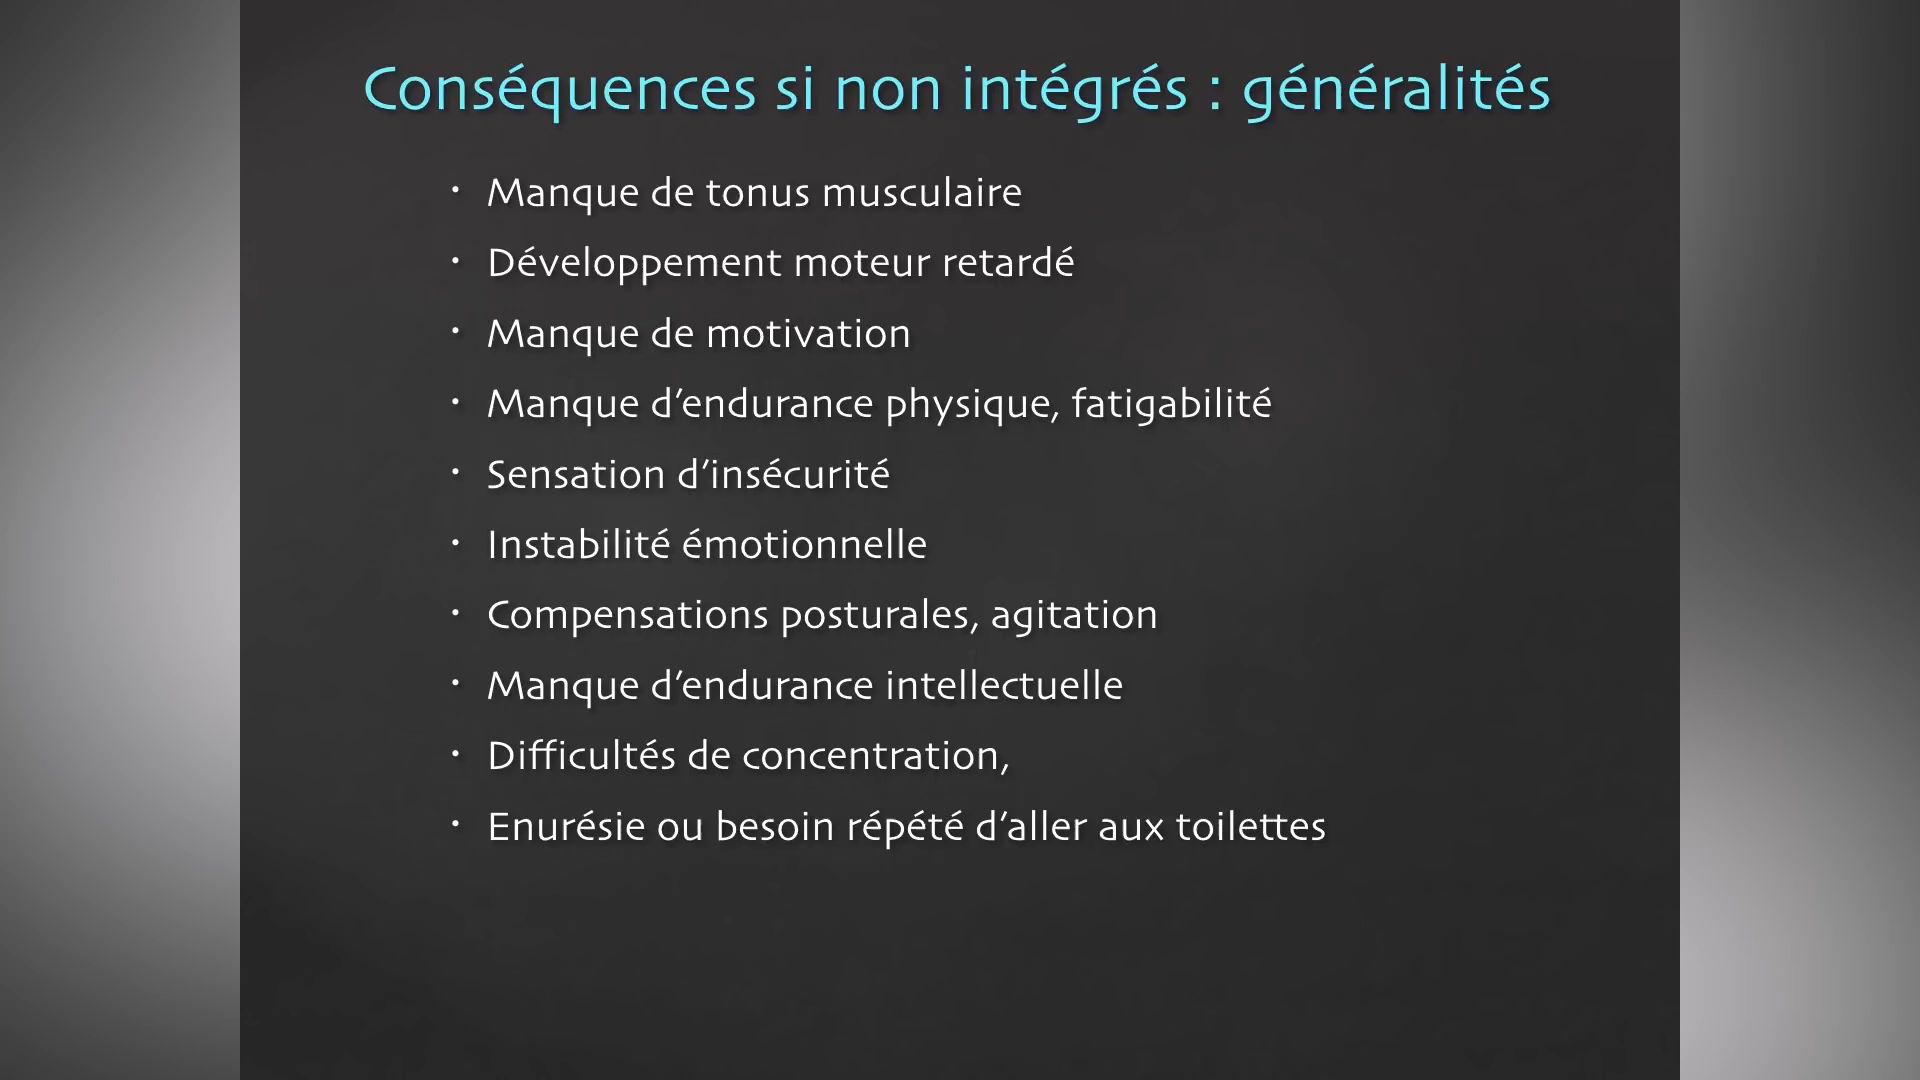 Conséquences si non intégrés : généralités
• Manque de tonus musculaire
• Développement moteur retardé
• Manque de motivation
• Manque d’endurance physique, fatigabilité
• Sensation d’insécurité
• Instabilité émotionnelle
• Compensations posturales, agitation
• Manque d’endurance intellectuelle
• Difficultés de concentration,
• Enurésie ou besoin répété d’aller aux toilettes